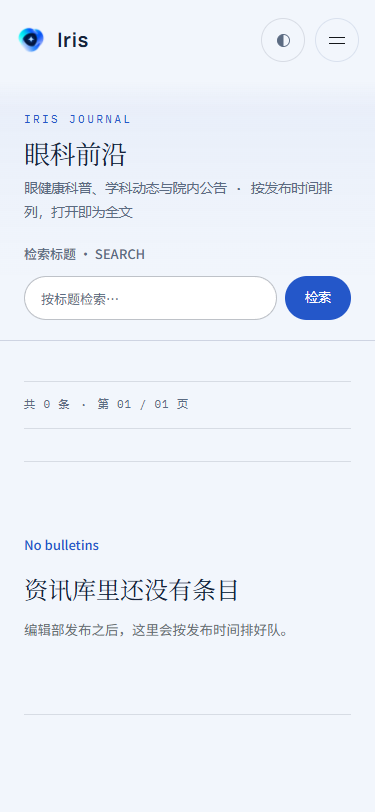 Iris
IRIS JOURNAL
眼科前沿
眼健康科普、学科动态与院内公告 · 按发布时间排
列，打开即为全文
检索标题 · SEARCH
按标题检索…
检索
共 0 条 · 第 01 / 01 页
No bulletins
资讯库里还没有条目
编辑部发布之后，这里会按发布时间排好队。